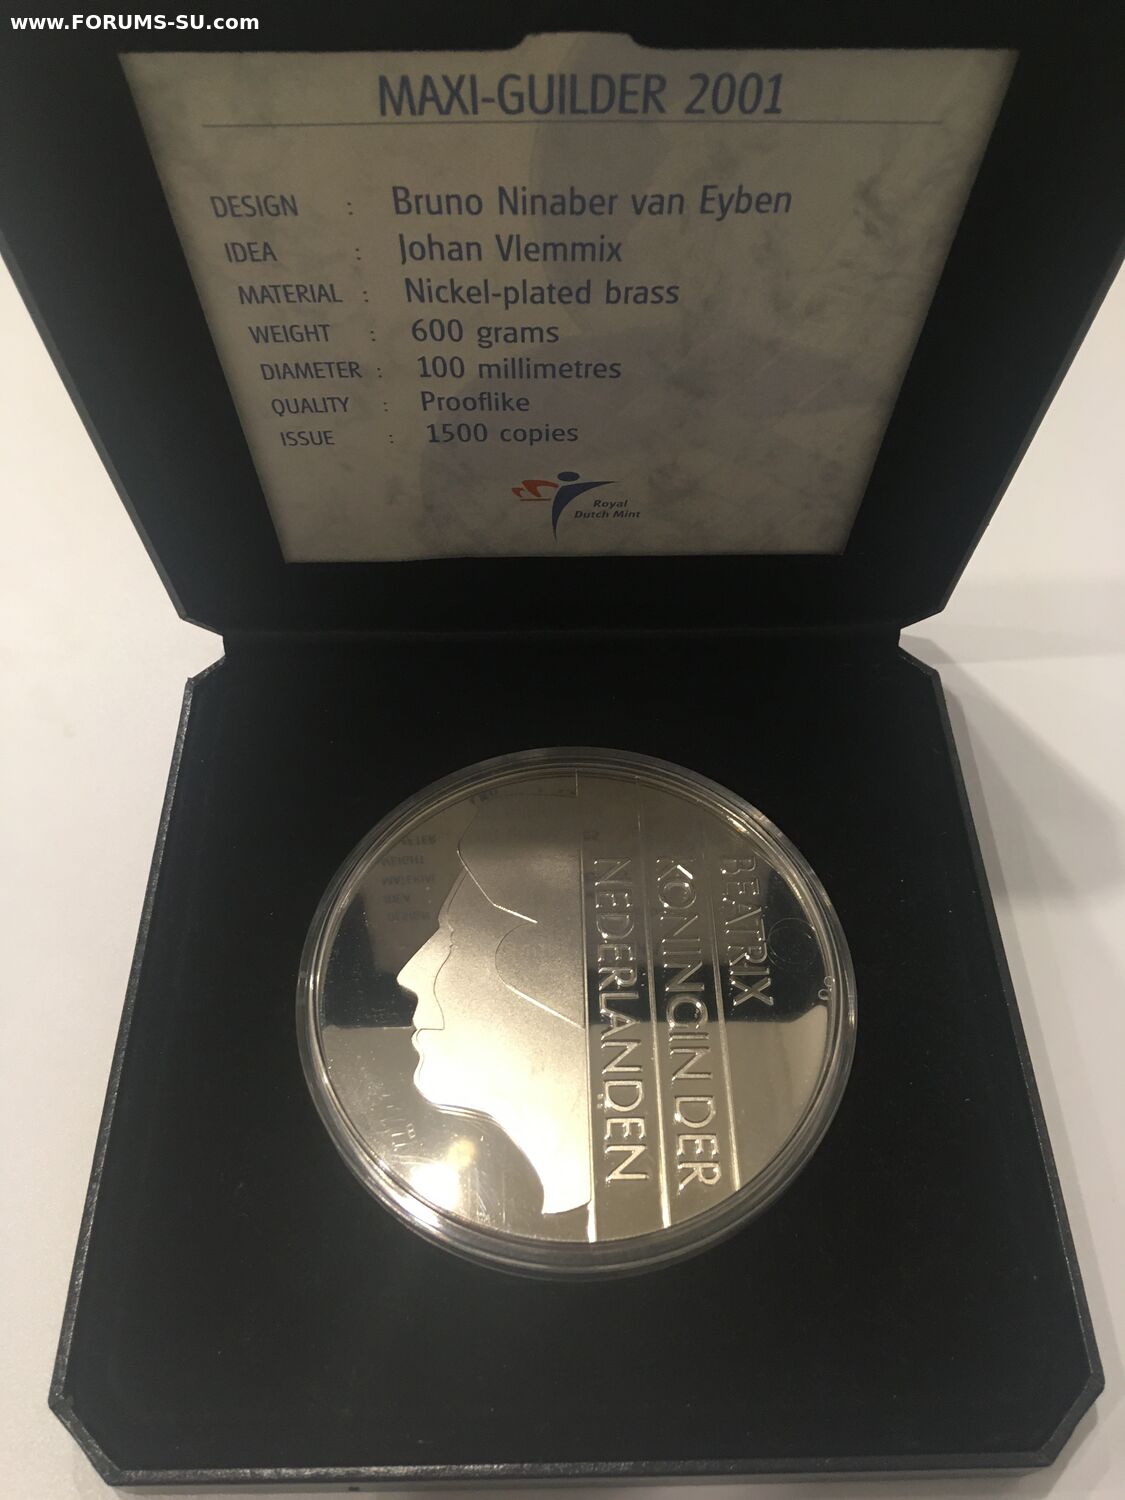 www.FORUMS-SU.com
MAXI-GUILDER 2001
DESIGN : Bruno Ninaber van Eyben
IDEA : Johan Vlemmix
MATERIAL : Nickel-plated brass
WEIGHT : 600 grams
DIAMETER : 100 millimetres
QUALITY : Prooflike
ISSUE : 1500 copies
Royal
Dutch Mint
BEATRIX
KONINGIN DER
NEDERLANDEN